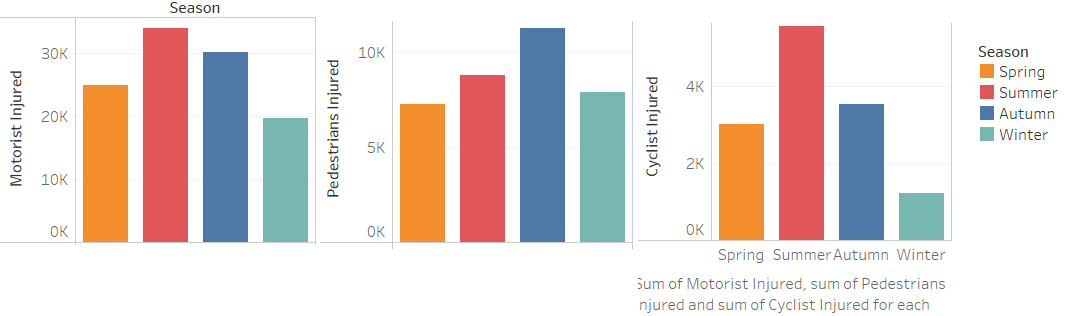 Season
Motorist Injured
30K
20K
10K
0K
Pedestrians Injured
10K
5K
0K
Cyclist Injured
4K
2K
0K
Spring Summer Autumn Winter
Sum of Motorist Injured, sum of Pedestrians
njured and sum of Cyclist Injured for each
Season
Spring
Summer
Autumn
Winter